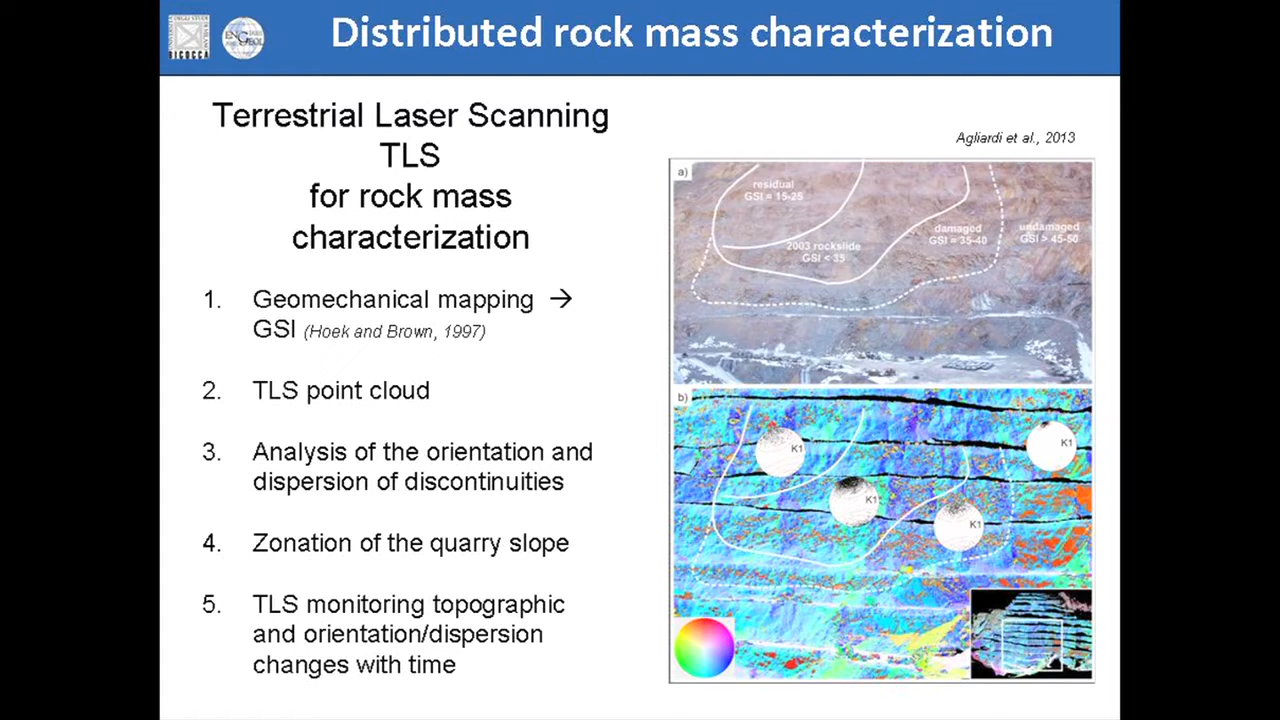 Distributed rock mass characterization
BICOCCA
Terrestrial Laser Scanning
TLS
for rock mass
characterization
1. Geomechanical mapping →
GSI (Hoek and Brown, 1997)
2. TLS point cloud
3. Analysis of the orientation and
dispersion of discontinuities
4. Zonation of the quarry slope
5. TLS monitoring topographic
and orientation/dispersion
changes with time
Agliardi et al., 2013
a)
residual
GSI = 15-25
2003 rockslide
GSI < 35
damaged
GSI = 35-40
undamaged
GSI > 45-50
b)
K1
K1
K1
K1